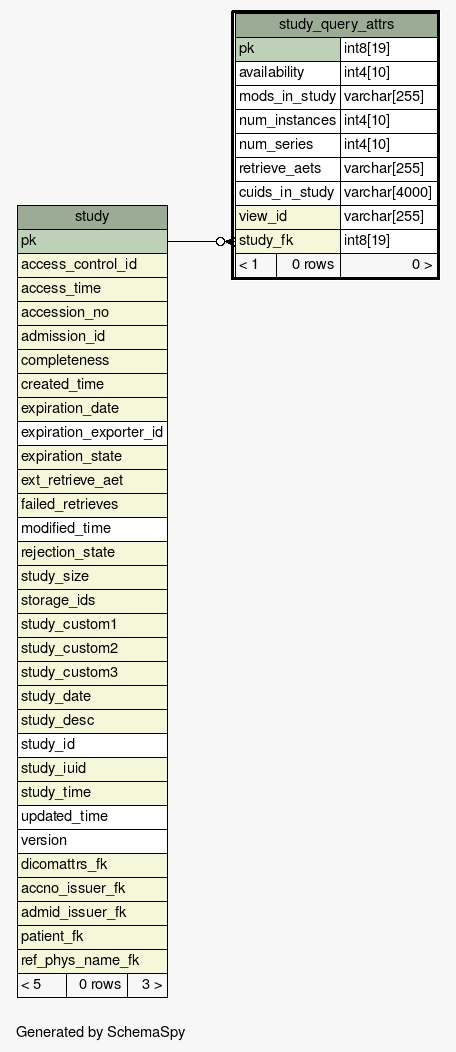 study_query_attrs
pk int8[19]
availability int4[10]
mods_in_study varchar[255]
num_instances int4[10]
num_series int4[10]
retrieve_aets varchar[255]
cuids_in_study varchar[4000]
view_id varchar[255]
study_fk int8[19]
< 1 0 rows 0 >
study
pk
access_control_id
access_time
accession_no
admission_id
completeness
created_time
expiration_date
expiration_exporter_id
expiration_state
ext_retrieve_aet
failed_retrieves
modified_time
rejection_state
study_size
storage_ids
study_custom1
study_custom2
study_custom3
study_date
study_desc
study_id
study_iuid
study_time
updated_time
version
dicomattrs_fk
accno_issuer_fk
admid_issuer_fk
patient_fk
ref_phys_name_fk
< 5 0 rows 3 >
Generated by SchemaSpy